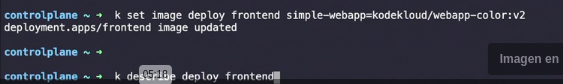 controlplane ~ ➜ k set image deploy frontend simple-webapp=kodekloud/webapp-color:v2
deployment.apps/frontend image updated
controlplane ~ ➜
Imagen en
controlplane ~ ➜ k describe deploy frontend
05:18